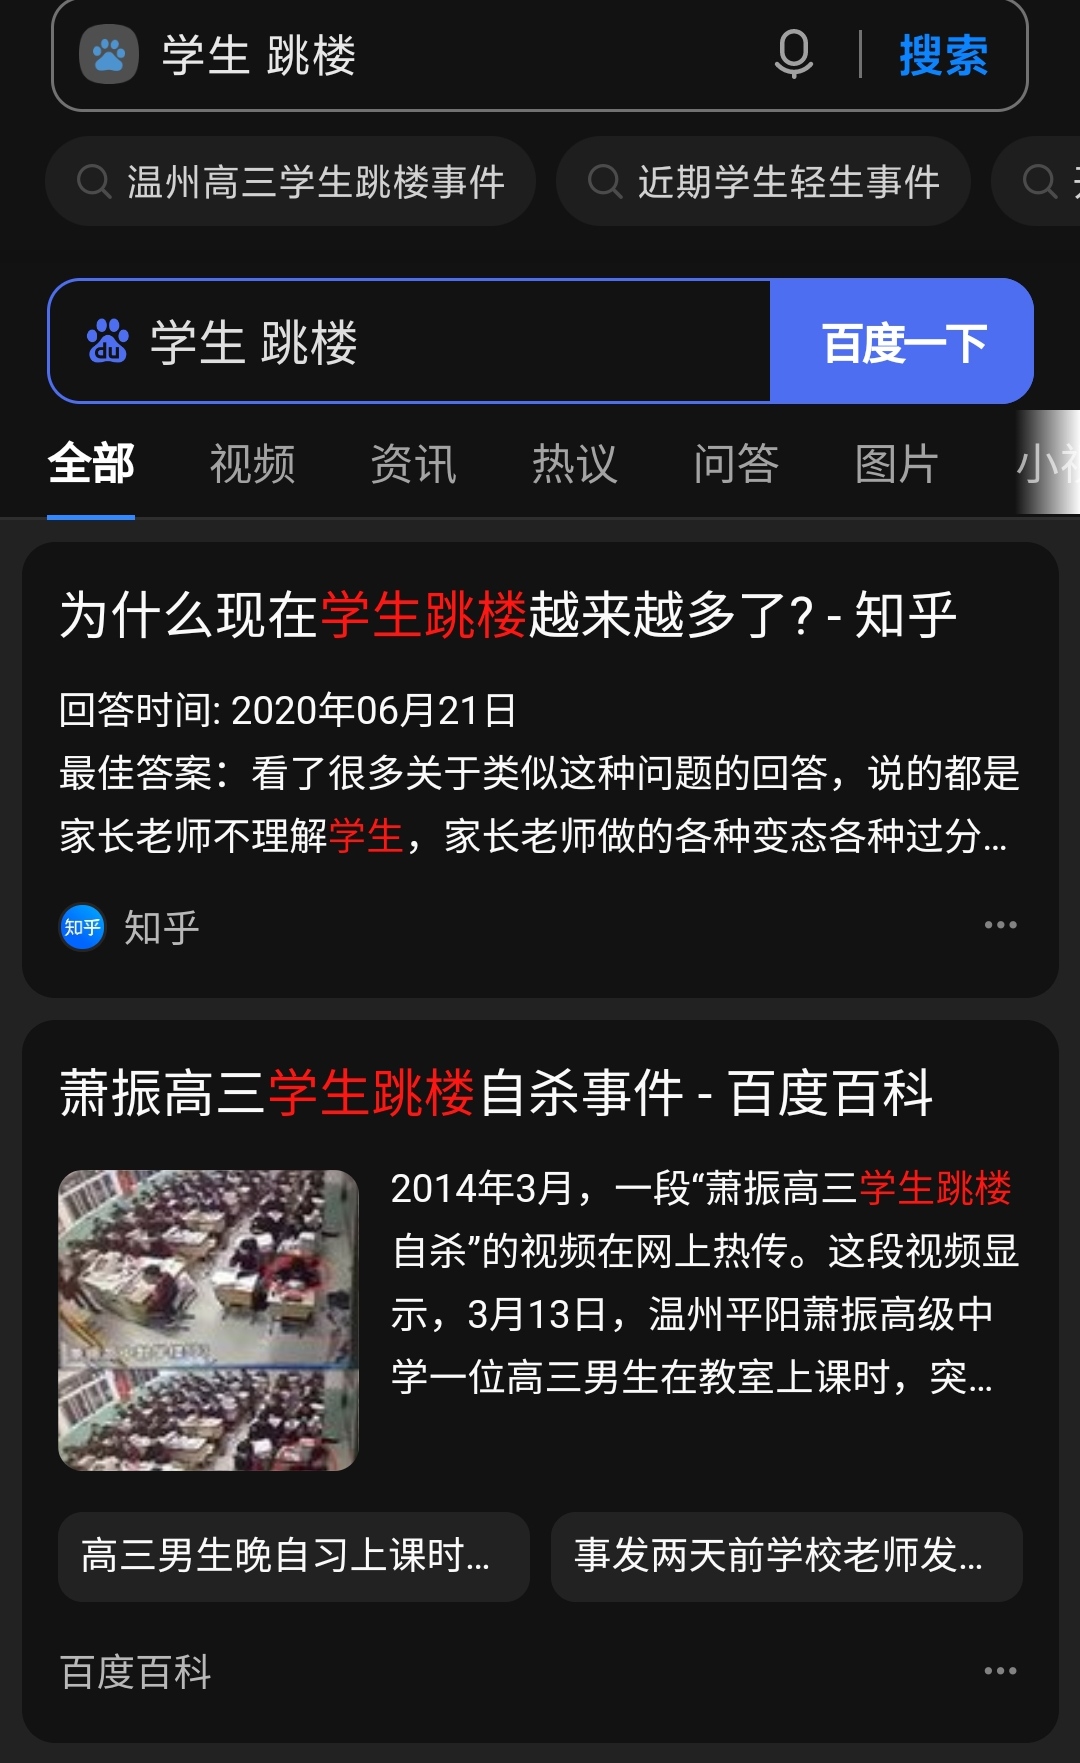 学生 跳楼
搜索
温州高三学生跳楼事件
近期学生轻生事件
du
学生 跳楼
百度一下
全部
视频
资讯
热议
问答
图片
小视
为什么现在学生跳楼越来越多了? - 知乎
回答时间: 2020年06月21日
最佳答案：看了很多关于类似这种问题的回答，说的都是
家长老师不理解学生，家长老师做的各种变态各种过分...
知乎
知乎
萧振高三学生跳楼自杀事件 - 百度百科
2014年3月，一段“萧振高三学生跳楼
自杀”的视频在网上热传。这段视频显
示，3月13日，温州平阳萧振高级中
学一位高三男生在教室上课时，突...
高三男生晚自习上课时...
事发两天前学校老师发...
百度百科